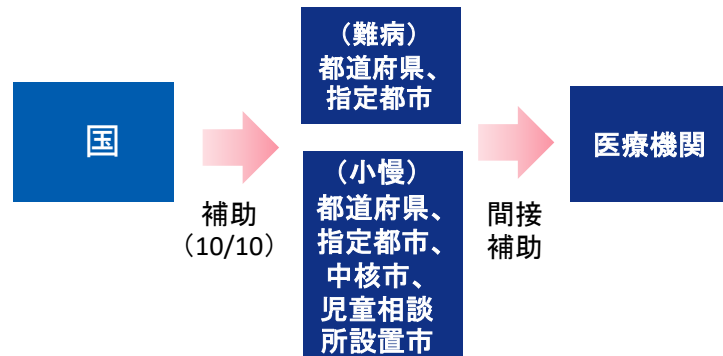 国
補助
（10/10）
（難病）
都道府県、
指定都市
（小慢）
都道府県、
指定都市、
中核市、
児童相談
所設置市
間接
補助
医療機関